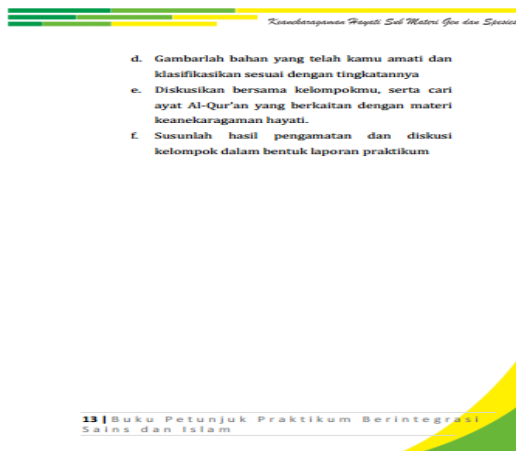 Keanekaragaman Hayati Sub Materi Gen dan Spesies
d. Gambarlah bahan yang telah kamu amati dan
klasifikasikan sesuai dengan tingkatannya
e. Diskusikan bersama kelompokmu, serta cari
ayat Al-Qur'an yang berkaitan dengan materi
keanekaragaman hayati.
f. Susunlah hasil pengamatan dan diskusi
kelompok dalam bentuk laporan praktikum
13 | Buku Petunjuk Praktikum Berintegrasi
Sains dan Islam